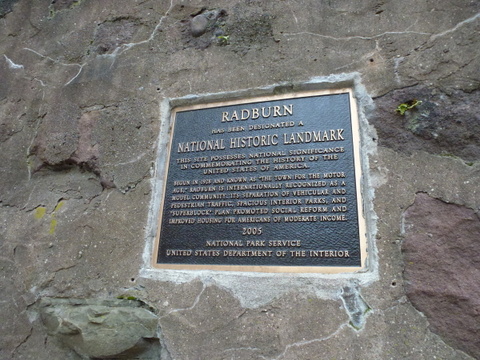 RADBURN
HAS BEEN DESIGNATED A
NATIONAL HISTORIC LANDMARK
THIS SITE POSSESSES NATIONAL SIGNIFICANCE
IN COMMEMORATING THE HISTORY OF THE
UNITED STATES OF AMERICA
BEGUN IN 1928 AND KNOWN AS, "THE TOWN FOR THE MOTOR
AGE," RADBURN IS INTERNATIONALLY RECOGNIZED AS A
MODEL COMMUNITY. ITS SEPARATION OF VEHICULAR AND
PEDESTRIAN TRAFFIC, SPACIOUS INTERIOR PARKS, AND
"SUPERBLOCK" PLAN PROMOTED SOCIAL REFORM AND
IMPROVED HOUSING FOR AMERICANS OF MODERATE INCOME.
2005
NATIONAL PARK SERVICE
UNITED STATES DEPARTMENT OF THE INTERIOR